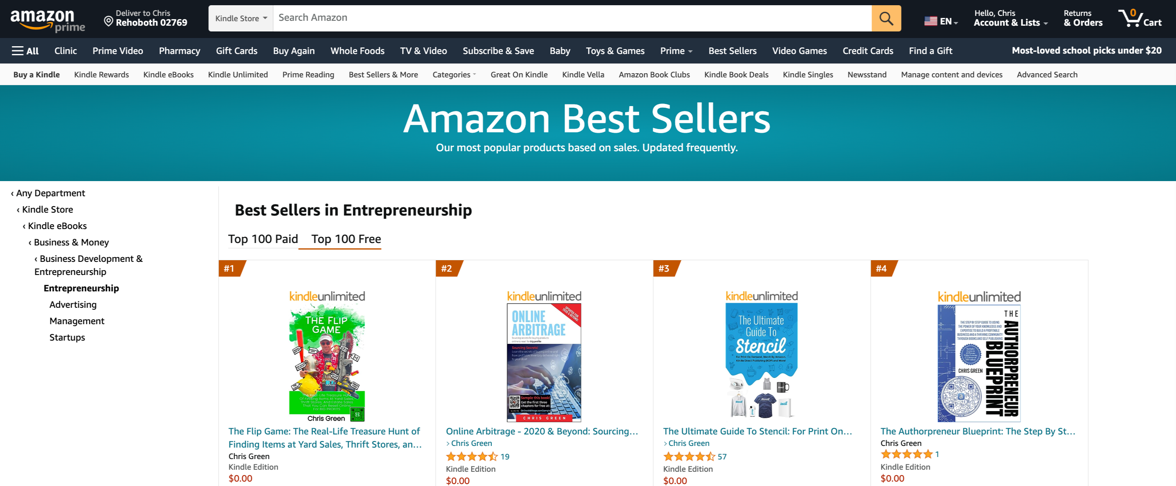 amazon
prime
Deliver to Chris
Rehoboth 02769
Kindle Store
Search Amazon
EN
Hello, Chris
Account & Lists
Returns
& Orders
0
Cart
All
Clinic
Prime Video
Pharmacy
Gift Cards
Buy Again
Whole Foods
TV & Video
Subscribe & Save
Baby
Toys & Games
Prime
Best Sellers
Video Games
Credit Cards
Find a Gift
Most-loved school picks under $20
Buy a Kindle
Kindle Rewards
Kindle eBooks
Kindle Unlimited
Prime Reading
Best Sellers & More
Categories
Great On Kindle
Kindle Vella
Amazon Book Clubs
Kindle Book Deals
Kindle Singles
Newsstand
Manage content and devices
Advanced Search
Amazon Best Sellers
Our most popular products based on sales. Updated frequently.
‹ Any Department
‹ Kindle Store
‹ Kindle eBooks
‹ Business & Money
‹ Business Development &
Entrepreneurship
Entrepreneurship
Advertising
Management
Startups
Best Sellers in Entrepreneurship
Top 100 Paid
Top 100 Free
#1
kindleunlimited
THE FLIP
GAME
Chris Green
The Flip Game: The Real-Life Treasure Hunt of
Finding Items at Yard Sales, Thrift Stores, an…
Chris Green
Kindle Edition
$0.00
#2
kindleunlimited
ONLINE
ARBITRAGE
CHRIS GREEN
Online Arbitrage - 2020 & Beyond: Sourcing…
› Chris Green
19
Kindle Edition
$0.00
#3
kindleunlimited
The Ultimate
Guide To
Stencil
The Ultimate Guide To Stencil: For Print On…
› Chris Green
57
Kindle Edition
$0.00
#4
kindleunlimited
THE
AUTHORPRENEUR
BLUEPRINT
CHRIS GREEN
The Authorpreneur Blueprint: The Step By St…
Chris Green
1
Kindle Edition
$0.00